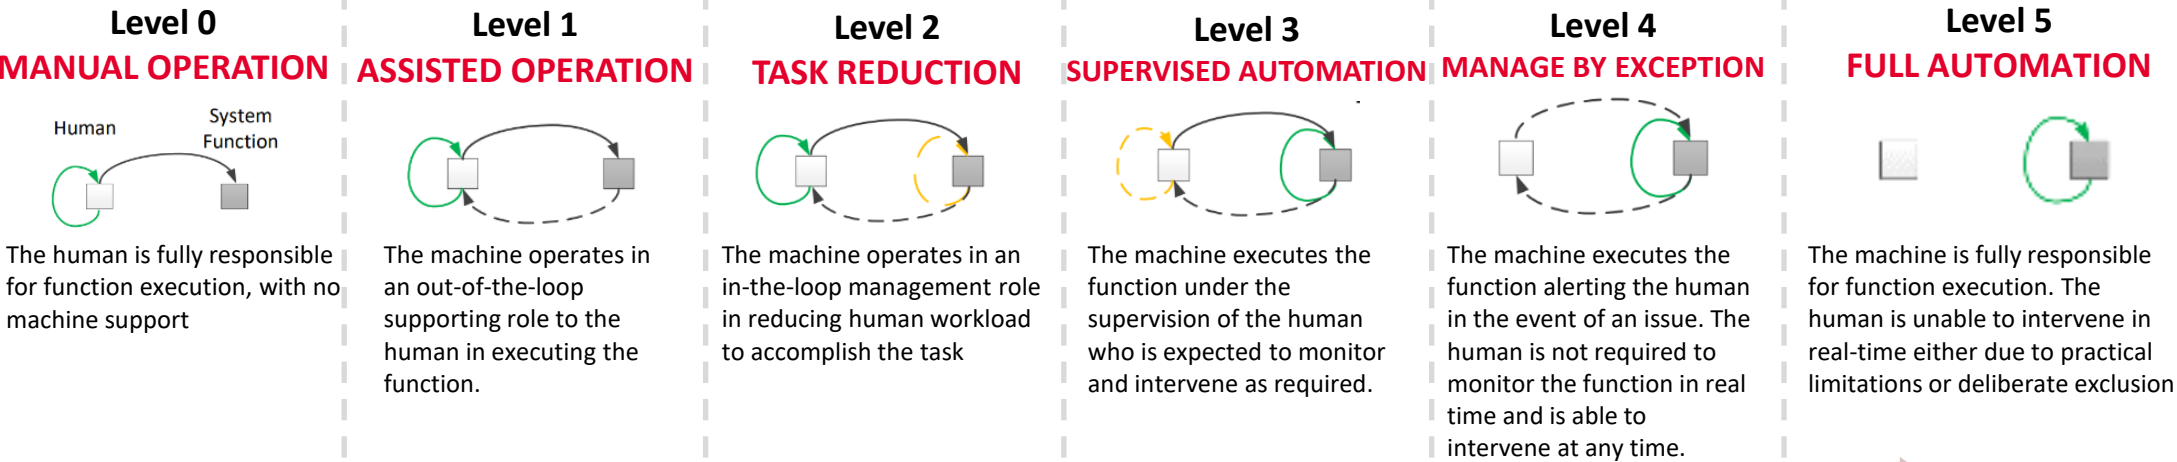 Level 0
MANUAL OPERATION
Human
System
Function
The human is fully responsible
for function execution, with no
machine support
Level 1
ASSISTED OPERATION
The machine operates in
an out-of-the-loop
supporting role to the
human in executing the
function.
Level 2
TASK REDUCTION
The machine operates in an
in-the-loop management role
in reducing human workload
to accomplish the task
Level 3
SUPERVISED AUTOMATION
The machine executes the
function under the
supervision of the human
who is expected to monitor
and intervene as required.
Level 4
MANAGE BY EXCEPTION
The machine executes the
function alerting the human
in the event of an issue. The
human is not required to
monitor the function in real
time and is able to
intervene at any time.
Level 5
FULL AUTOMATION
The machine is fully responsible
for function execution. The
human is unable to intervene in
real-time either due to practical
limitations or deliberate exclusion